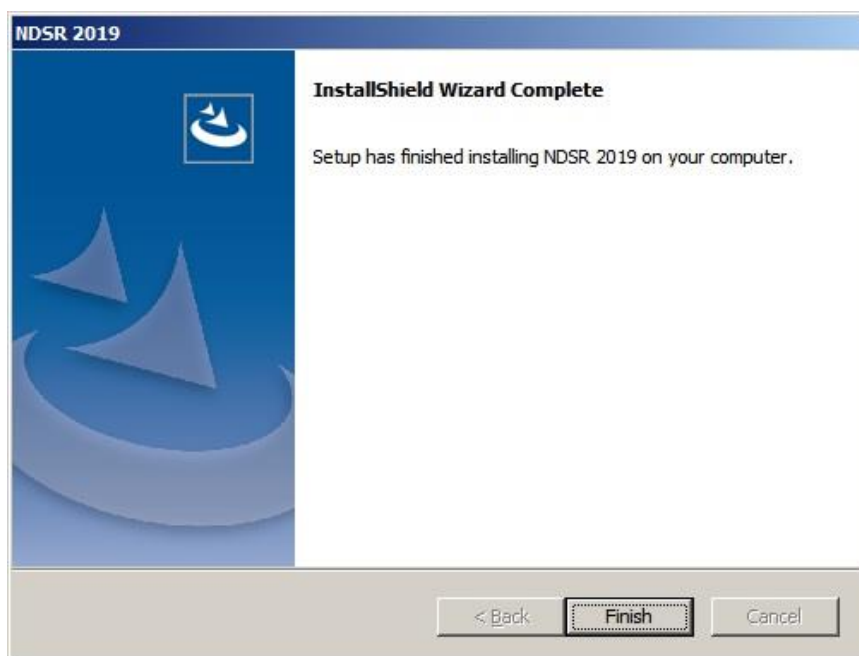 NDSR 2019
InstallShield Wizard Complete
Setup has finished installing NDSR 2019 on your computer.
< Back
Finish
Cancel